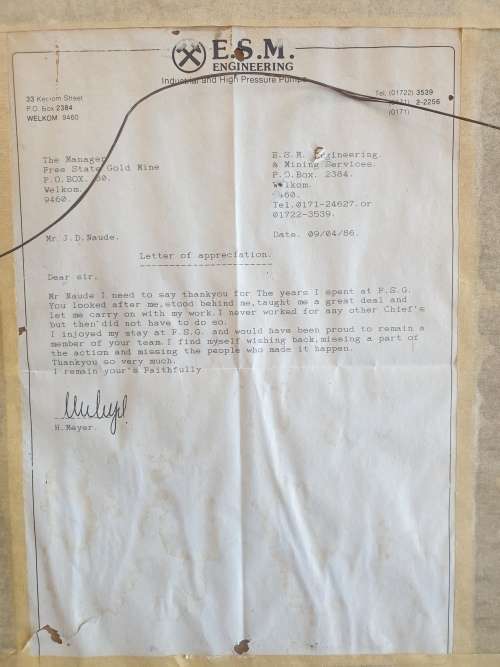 E.S.M.
ENGINEERING
Industrial and High Pressure Pumps
33 Street
P.O. Box 2384
WELKOM 9460
Tel. (01722) 3539
2-2256
(0171)
The Manager
Free State Gold Mine
P.O.BOX.
Welkom.
9460.
E.S.M. Engineering.
& Mining Services.
P.O.Box. 2384.
Welkom.
Tel.0171-24627.or
01722-3539.
Mr. J.D. Naude.
Date. 09/04/86.
Letter of appreciation.
Dear sir.
Mr Naude I need to say thankyou for The years I spent at F.S.G.
You looked after me,stood behind me,taught me a great deal and
let me carry on with my work.I never worked for any other Chief's
but then did not have to do so.
I injoyed my stay at F.S.G. and would have been proud to remain a
member of your team.I find myself wishing back,missing a part of
the action and missing the people who made it happen.
Thankyou so very much.
I remain your's Faithfully
H. Mayer.